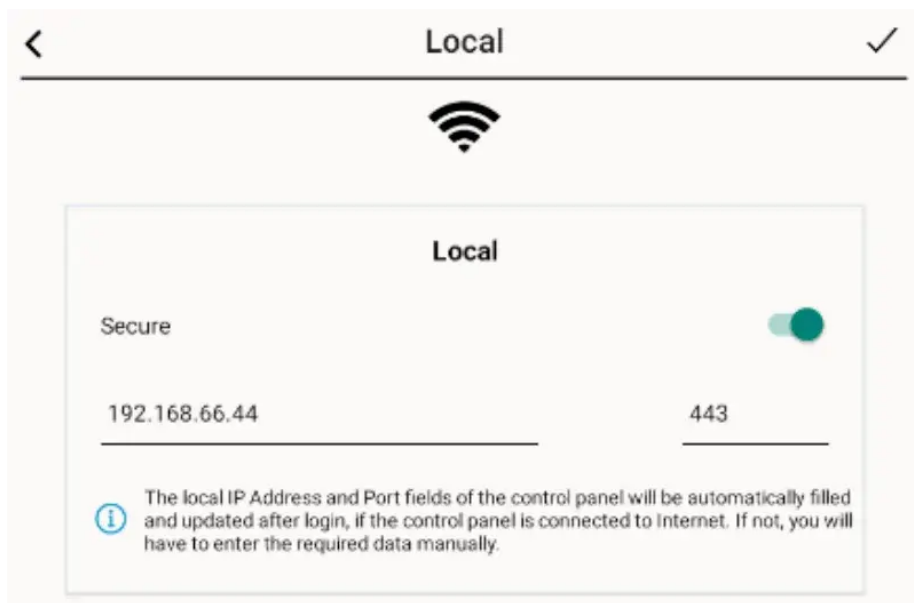 Local
Local
Secure
192.168.66.44
443
The local IP Address and Port fields of the control panel will be automatically filled
and updated after login, if the control panel is connected to Internet. If not, you will
have to enter the required data manually.